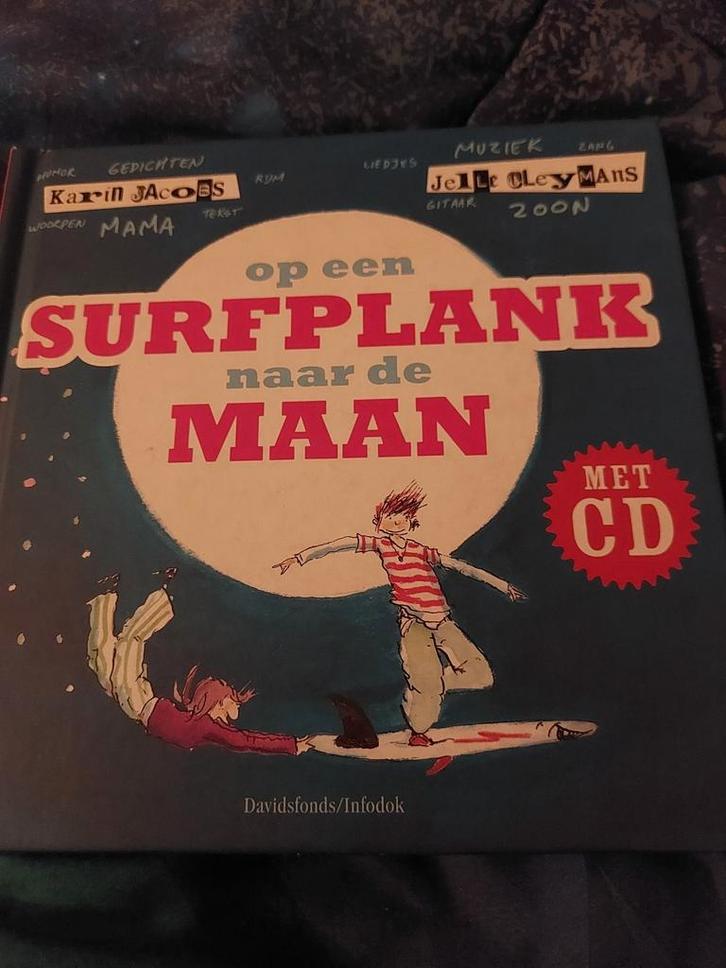 HUMOR GEDICHTEN RIJM
Karin JAcoBS
WOORDEN MAMA TEKST
LIEDJES MUZIEK ZANG
Jelle CleyMAnS
GITAAR ZOON
op een
SURFPLANK
naar de
MAAN
MET
CD
Davidsfonds/Infodok